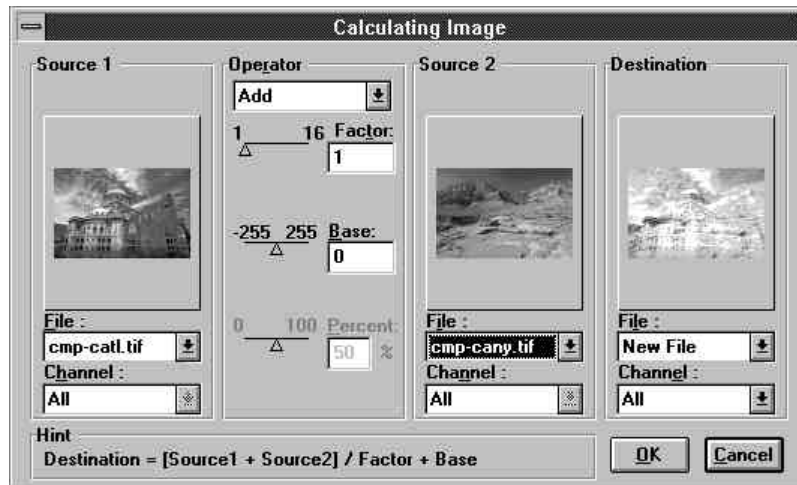 Calculating Image
Source 1
Operator
Source 2
Destination
Add
1 16 Factor:
1
-255 255 Base:
0
0 100 Percent:
50 %
File :
cmp-catl.tif
Channel :
All
File :
cmp-cany.tif
Channel :
All
File :
New File
Channel :
All
Hint
Destination = [Source1 + Source2] / Factor + Base
OK
Cancel